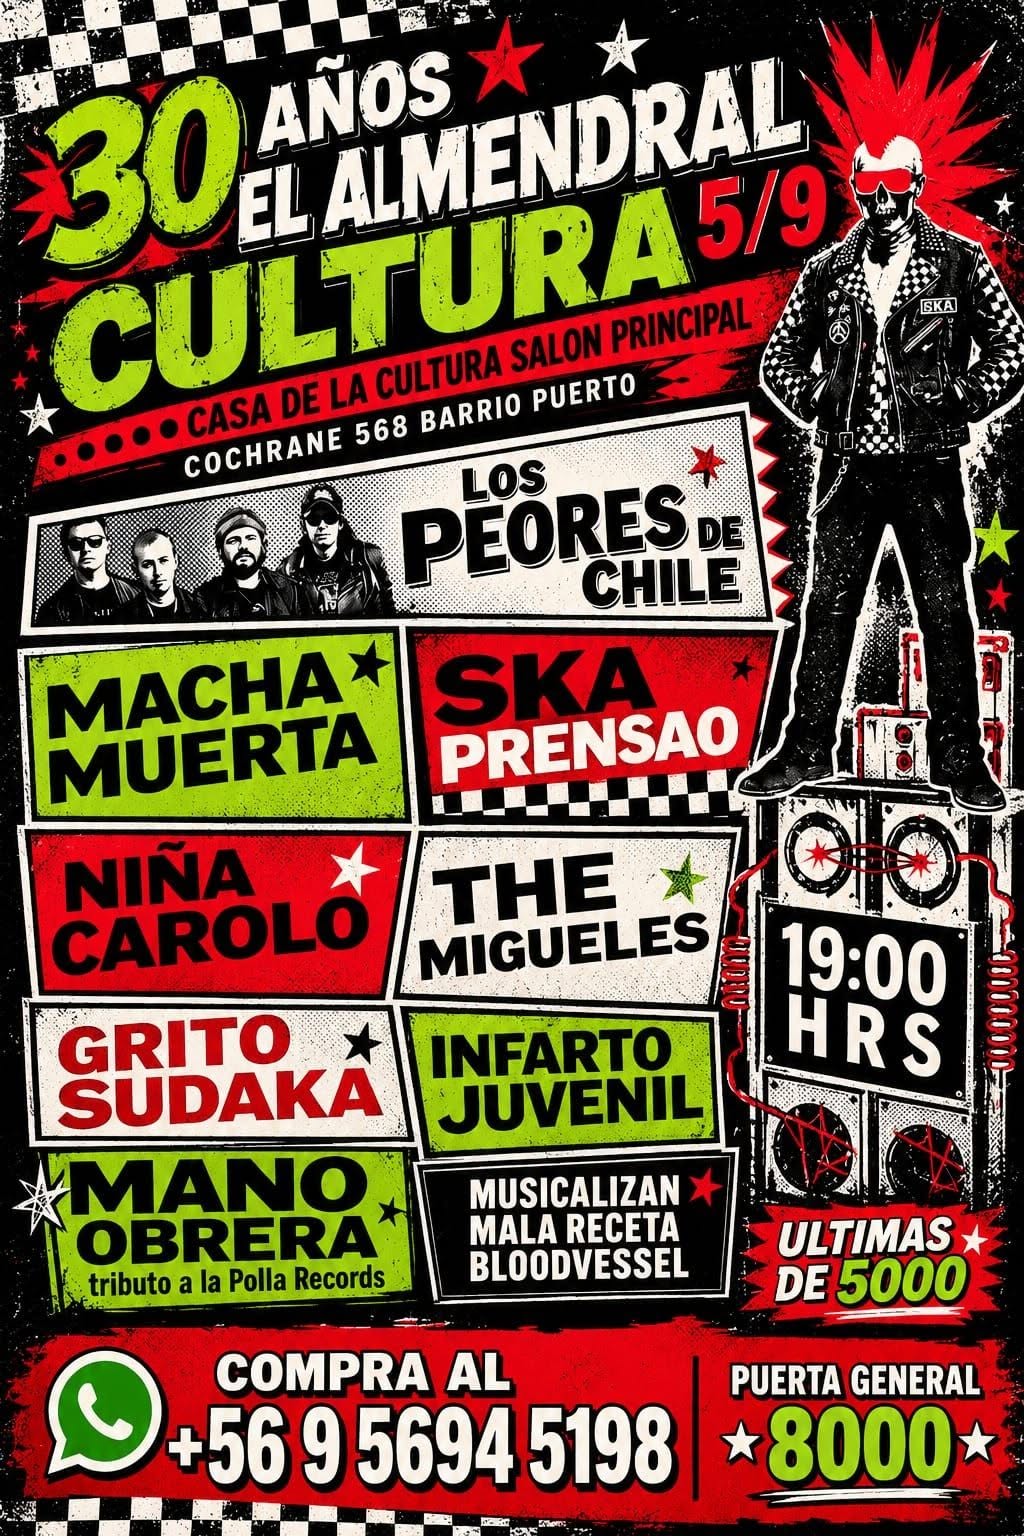 30 AÑOS
EL ALMENDRAL
CULTURA 5/9
CASA DE LA CULTURA SALON PRINCIPAL
COCHRANE 568 BARRIO PUERTO
SKA
LOS
PEORES DE
CHILE
MACHA
MUERTA
SKA
PRENSAO
NIÑA
CAROLO
THE
MIGUELES
19:00
HRS
GRITO
SUDAKA
INFARTO
JUVENIL
MANO
OBRERA
tributo a la Polla Records
MUSICALIZAN
MALA RECETA
BLOODVESSEL
ULTIMAS
DE 5000
COMPRA AL
+56 9 5694 5198
PUERTA GENERAL
8000